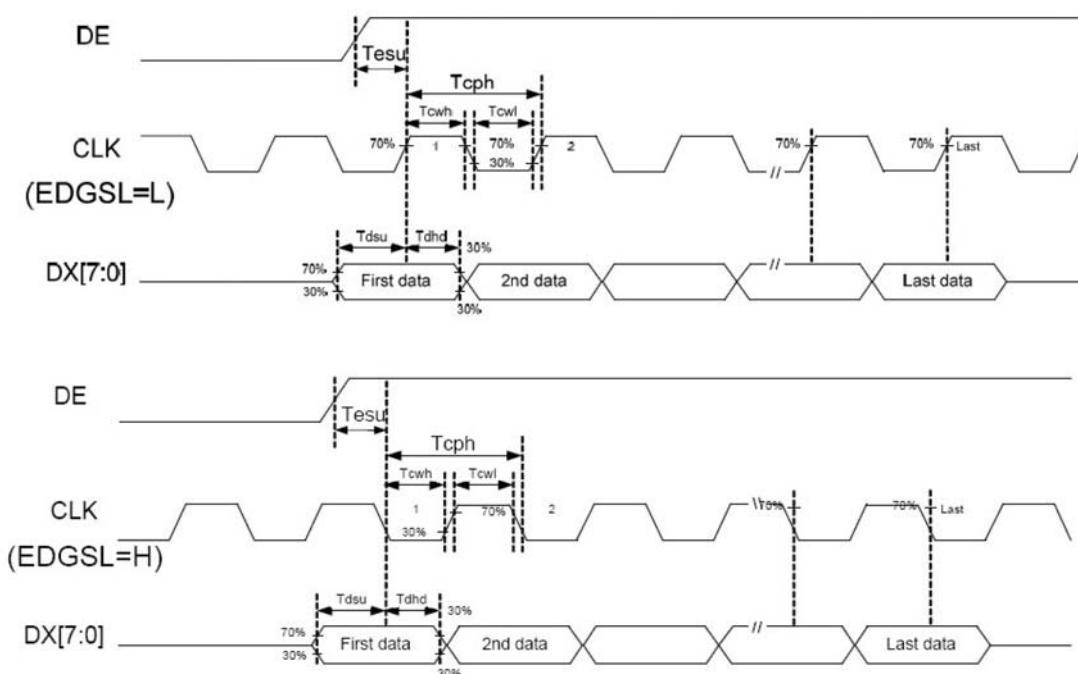 DE
Tesu
Tcph
Tcwh Tcwl
CLK 70% 1 70% 2 70% 70% Last
30%
(EDGSL=L)
//
Tdsu Tdhd 30%
DX[7:0] 70% First data 2nd data // Last data
30% 30%
DE
Tesu
Tcph
Tcwh Tcwl
CLK 1 70% 2 \\ 70% 70% Last
30%
(EDGSL=H)
Tdsu Tdhd 30%
DX[7:0] 70% First data 2nd data // Last data
30% 30%